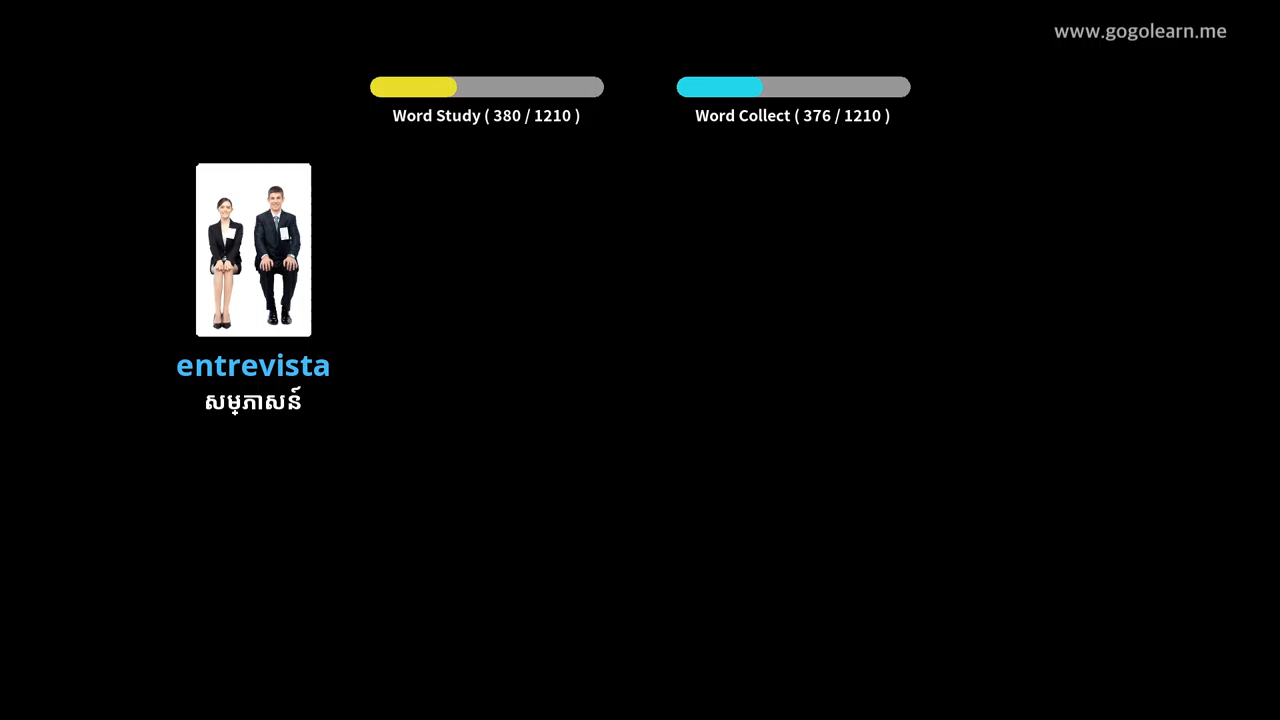 www.gogolearn.me
Word Study ( 380 / 1210 )
Word Collect ( 376 / 1210 )
entrevista
សម្ភាសន៍